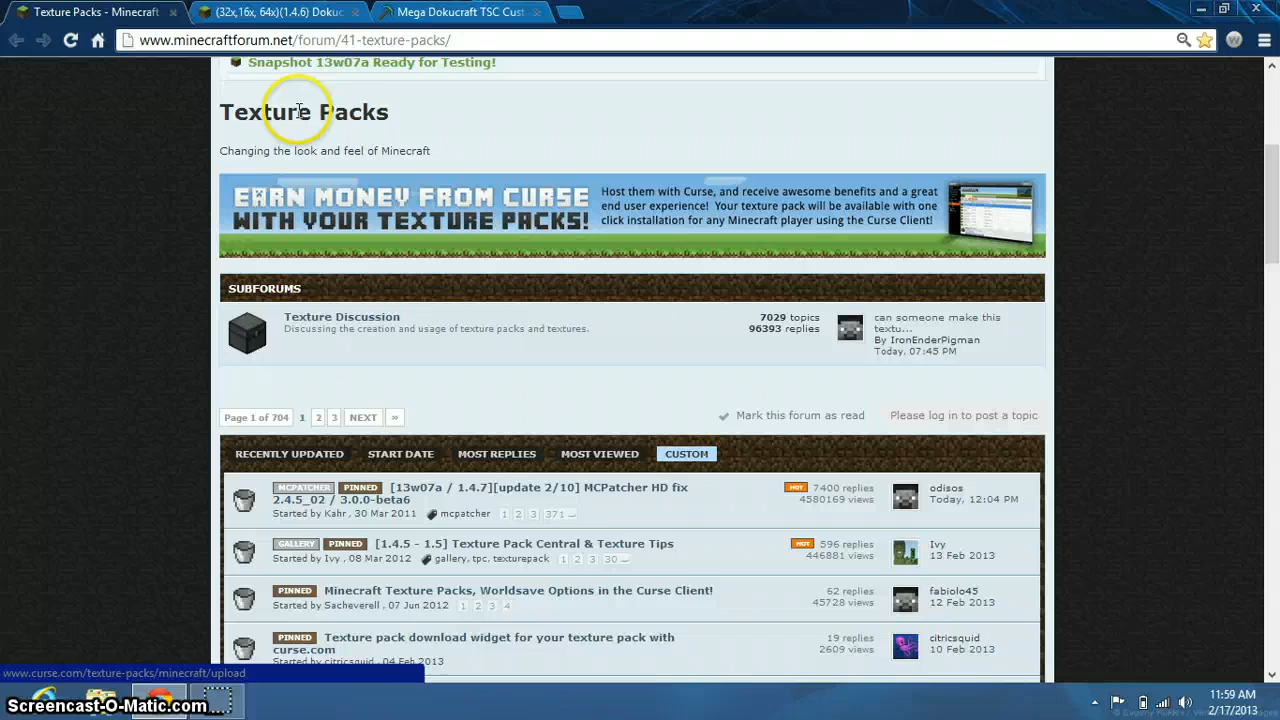 Texture Packs - Minecraft
(32x,16x, 64x)(1.4.6) Dokuc
Mega Dokucraft TSC Cust
www.minecraftforum.net/forum/41-texture-packs/
Snapshot 13w07a Ready for Testing!
Texture Packs
Changing the look and feel of Minecraft
EARN MONEY FROM CURSE
WITH YOUR TEXTURE PACKS!
Host them with Curse, and receive awesome benefits and a great
end user experience! Your texture pack will be available with one
click installation for any Minecraft player using the Curse Client!
SUBFORUMS
Texture Discussion
Discussing the creation and usage of texture packs and textures.
7029 topics
96393 replies
can someone make this
textu...
By IronEnderPigman
Today, 07:45 PM
Page 1 of 704 1 2 3 NEXT »
Mark this forum as read
Please log in to post a topic
RECENTLY UPDATED START DATE MOST REPLIES MOST VIEWED CUSTOM
MCPATCHER PINNED [13w07a / 1.4.7][update 2/10] MCPatcher HD fix
2.4.5_02 / 3.0.0-beta6
Started by Kahr , 30 Mar 2011 mcpatcher 1 2 3 371
HOT 7400 replies
4580169 views
odisos
Today, 12:04 PM
GALLERY PINNED [1.4.5 - 1.5] Texture Pack Central & Texture Tips
Started by Ivy , 08 Mar 2012 gallery, tpc, texturepack 1 2 3 30
HOT 596 replies
446881 views
Ivy
13 Feb 2013
PINNED Minecraft Texture Packs, Worldsave Options in the Curse Client!
Started by Sacheverell , 07 Jun 2012 1 2 3 4
62 replies
45728 views
fabiolo45
12 Feb 2013
PINNED Texture pack download widget for your texture pack with
curse.com
Started by citricsquid , 04 Feb 2013
19 replies
2609 views
citricsquid
10 Feb 2013
www.curse.com/texture-packs/minecraft/upload
Screencast-O-Matic.com
11:59 AM
2/17/2013